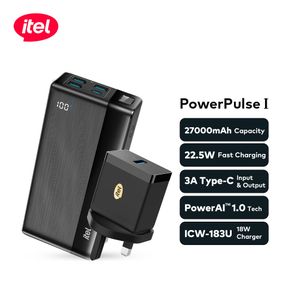 itel
PowerPulse I
27000mAh Capacity
22.5W Fast Charging
3A Type-C Input & Output
PowerAI™ 1.0 Tech
ICW-183U 18W Charger
100
itel
itel